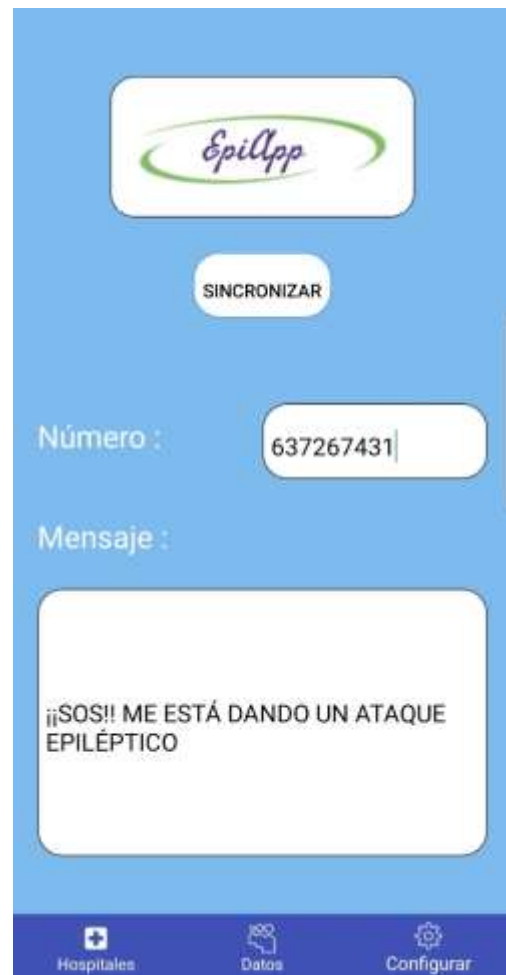 EpiApp
SINCRONIZAR
Número :
637267431
Mensaje :
¡¡SOS!! ME ESTÁ DANDO UN ATAQUE
EPILÉPTICO
Hospitales
Datos
Configurar